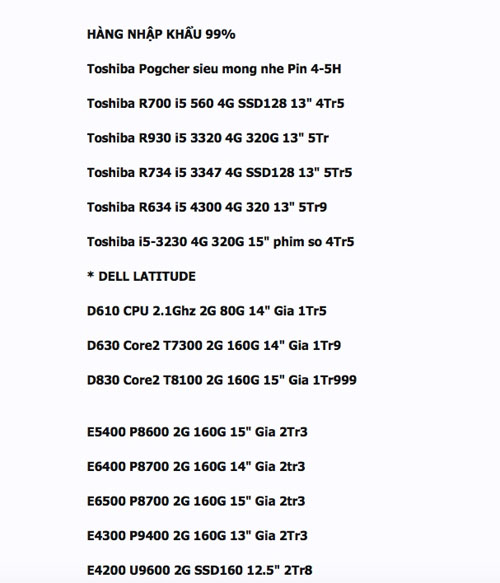 HÀNG NHẬP KHẨU 99%
Toshiba Pogcher sieu mong nhe Pin 4-5H
Toshiba R700 i5 560 4G SSD128 13" 4Tr5
Toshiba R930 i5 3320 4G 320G 13" 5Tr
Toshiba R734 i5 3347 4G SSD128 13" 5Tr5
Toshiba R634 i5 4300 4G 320 13" 5Tr9
Toshiba i5-3230 4G 320G 15" phim so 4Tr5
* DELL LATITUDE
D610 CPU 2.1Ghz 2G 80G 14" Gia 1Tr5
D630 Core2 T7300 2G 160G 14" Gia 1Tr9
D830 Core2 T8100 2G 160G 15" Gia 1Tr999
E5400 P8600 2G 160G 15" Gia 2Tr3
E6400 P8700 2G 160G 14" Gia 2tr3
E6500 P8700 2G 160G 15" Gia 2tr3
E4300 P9400 2G 160G 13" Gia 2Tr3
E4200 U9600 2G SSD160 12.5" 2Tr8